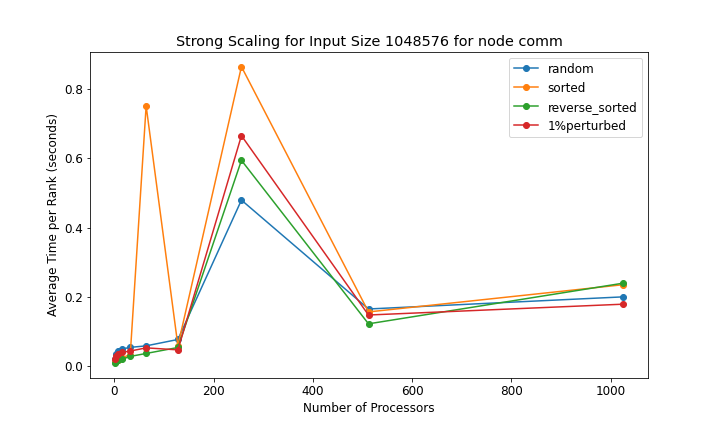 Strong Scaling for Input Size 1048576 for node comm
random
sorted
reverse_sorted
1%perturbed
Average Time per Rank (seconds)
0.8
0.6
0.4
0.2
0.0
0 200 400 600 800 1000
Number of Processors